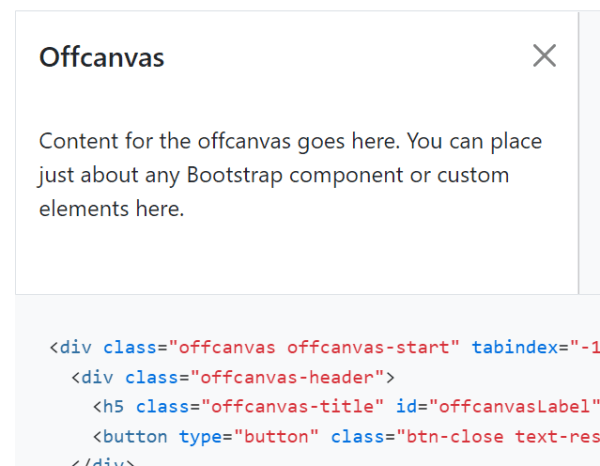 Offcanvas
Content for the offcanvas goes here. You can place
just about any Bootstrap component or custom
elements here.
<div class="offcanvas offcanvas-start" tabindex="-1
<div class="offcanvas-header">
<h5 class="offcanvas-title" id="offcanvasLabel"
<button type="button" class="btn-close text-res
</div>